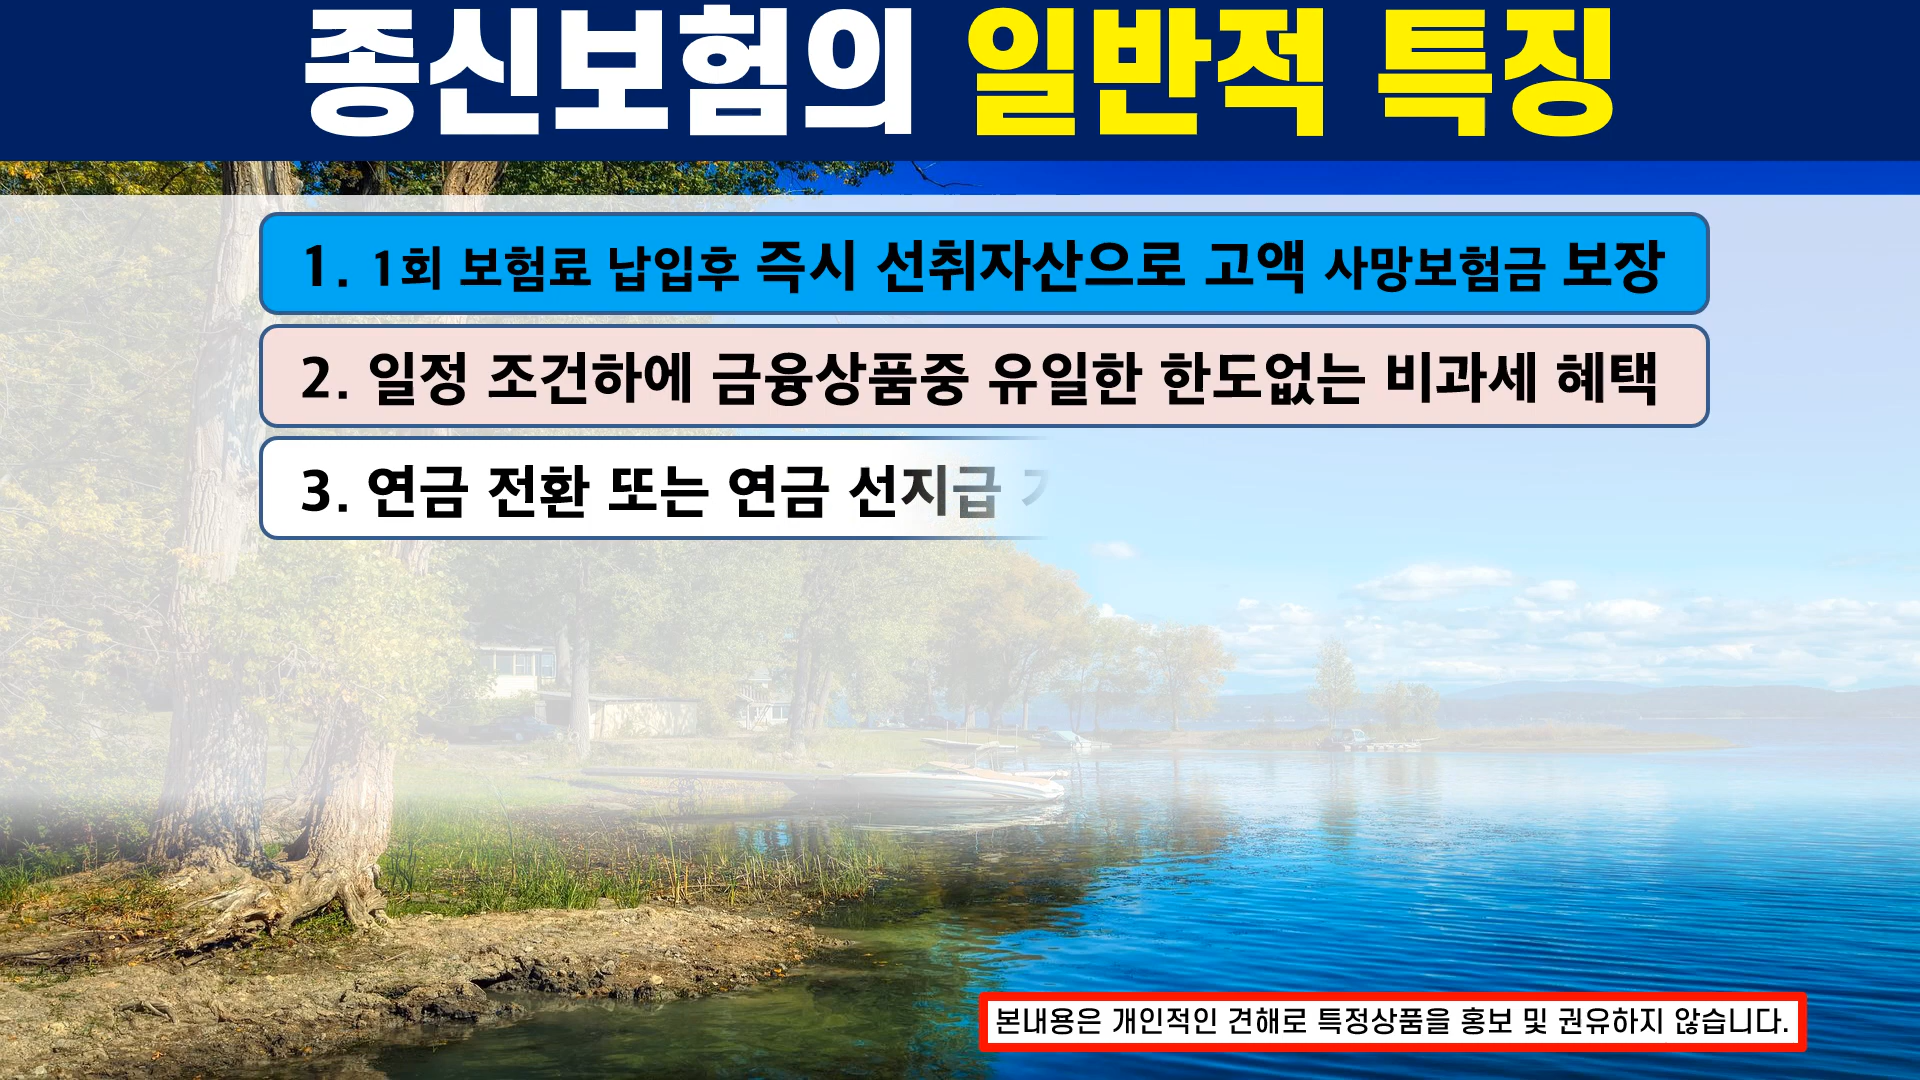 종신보험의 일반적 특징
1. 1회 보험료 납입후 즉시 선취자산으로 고액 사망보험금 보장
2. 일정 조건하에 금융상품중 유일한 한도없는 비과세 혜택
3. 연금 전환 또는 연금 선지급
본내용은 개인적인 견해로 특정상품을 홍보 및 권유하지 않습니다.